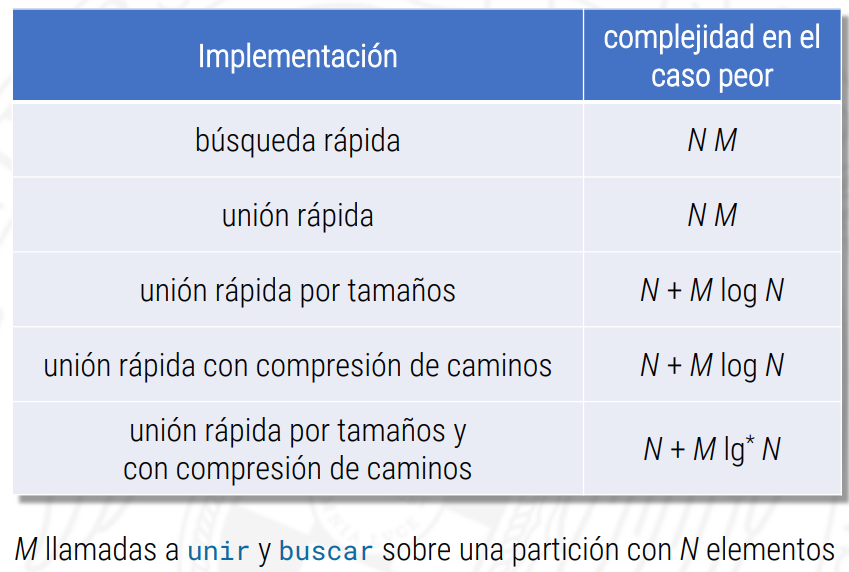 Implementación
complejidad en el
caso peor
búsqueda rápida
N M
unión rápida
N M
unión rápida por tamaños
N + M log N
unión rápida con compresión de caminos
N + M log N
unión rápida por tamaños y
con compresión de caminos
N + M lg* N
M llamadas a unir y buscar sobre una partición con N elementos